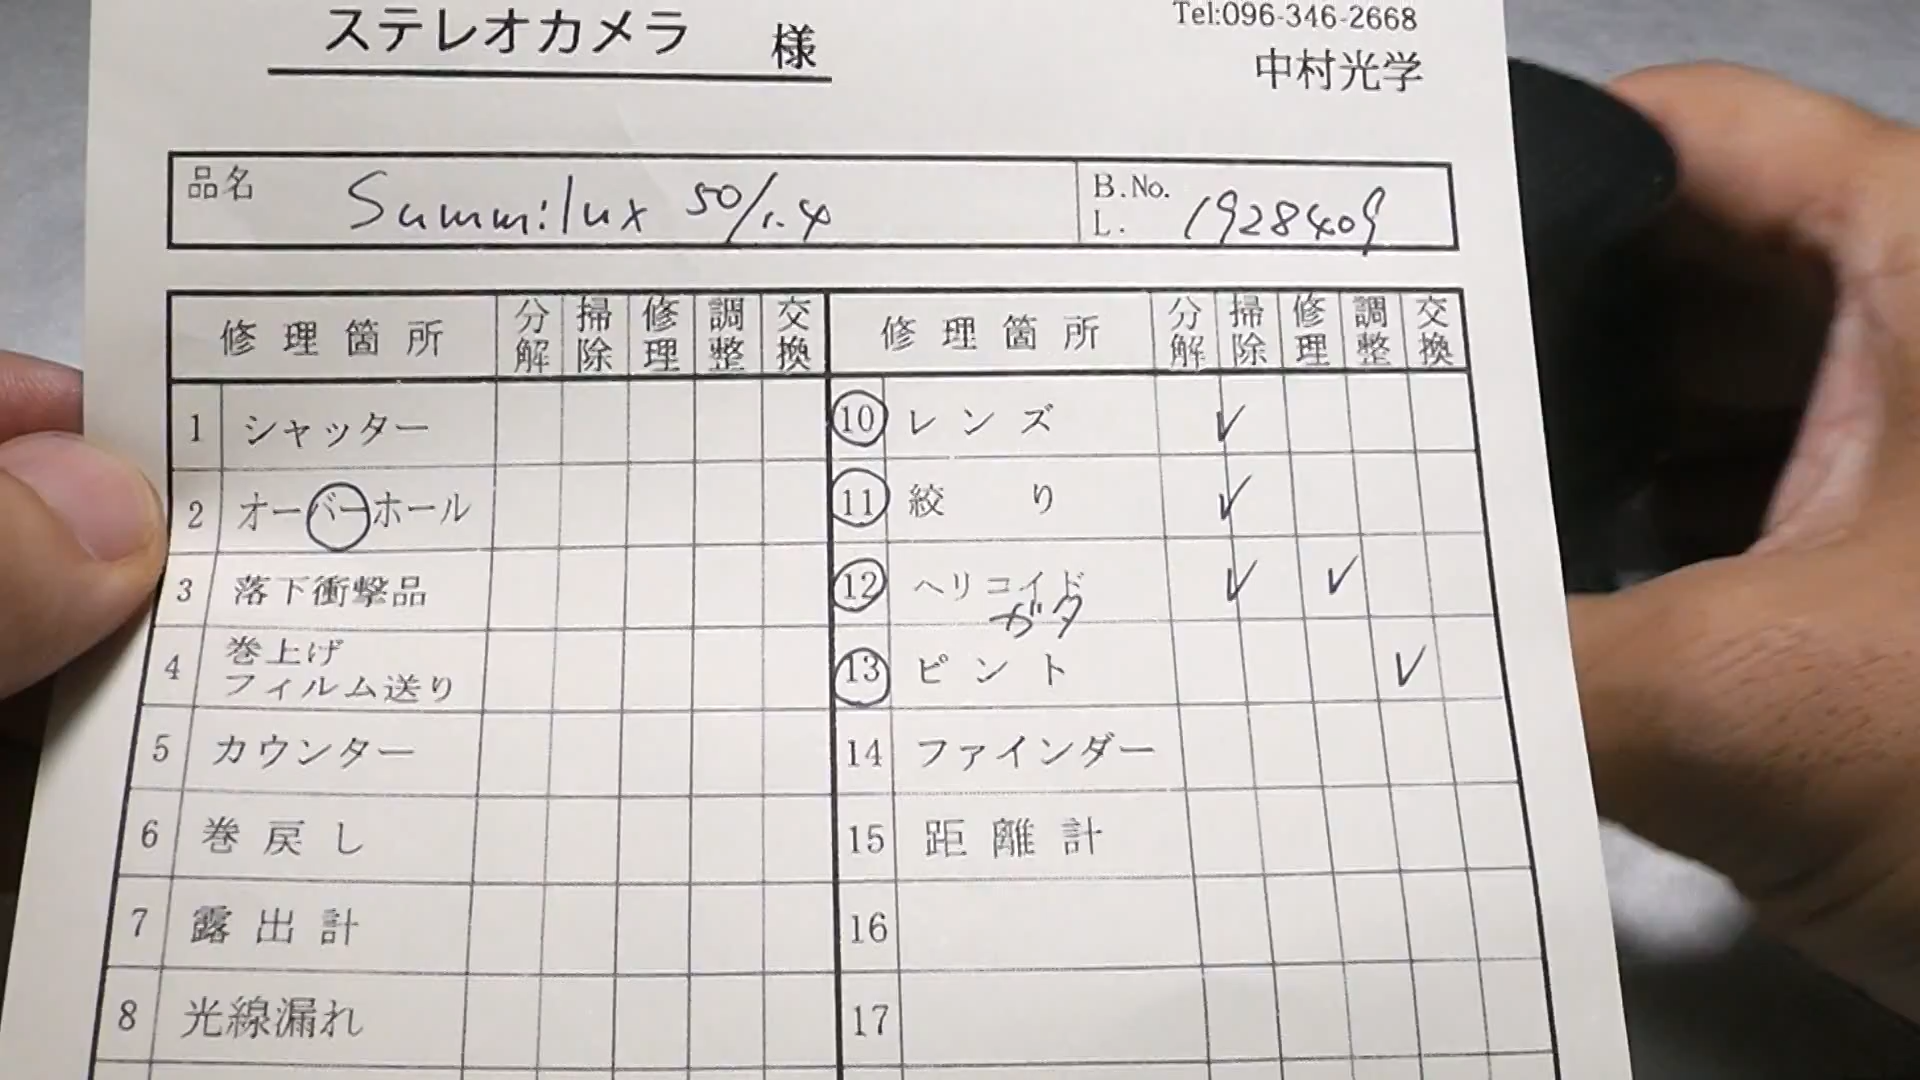 ステレオカメラ 様
Tel:096-346-2668
中村光学
品名 Summilux 50/1.4 B.No. L. 1928409
修理箇所 分解 掃除 修理 調整 交換 修理箇所 分解 掃除 修理 調整 交換
1 シャッター 10 レンズ ✓
2 オーバーホール 11 絞り ✓
3 落下衝撃品 12 ヘリコイド ✓ ✓
ガタ
4 巻上げ
フィルム送り 13 ピント ✓
5 カウンター 14 ファインダー
6 巻戻し 15 距離計
7 露出計 16
8 光線漏れ 17